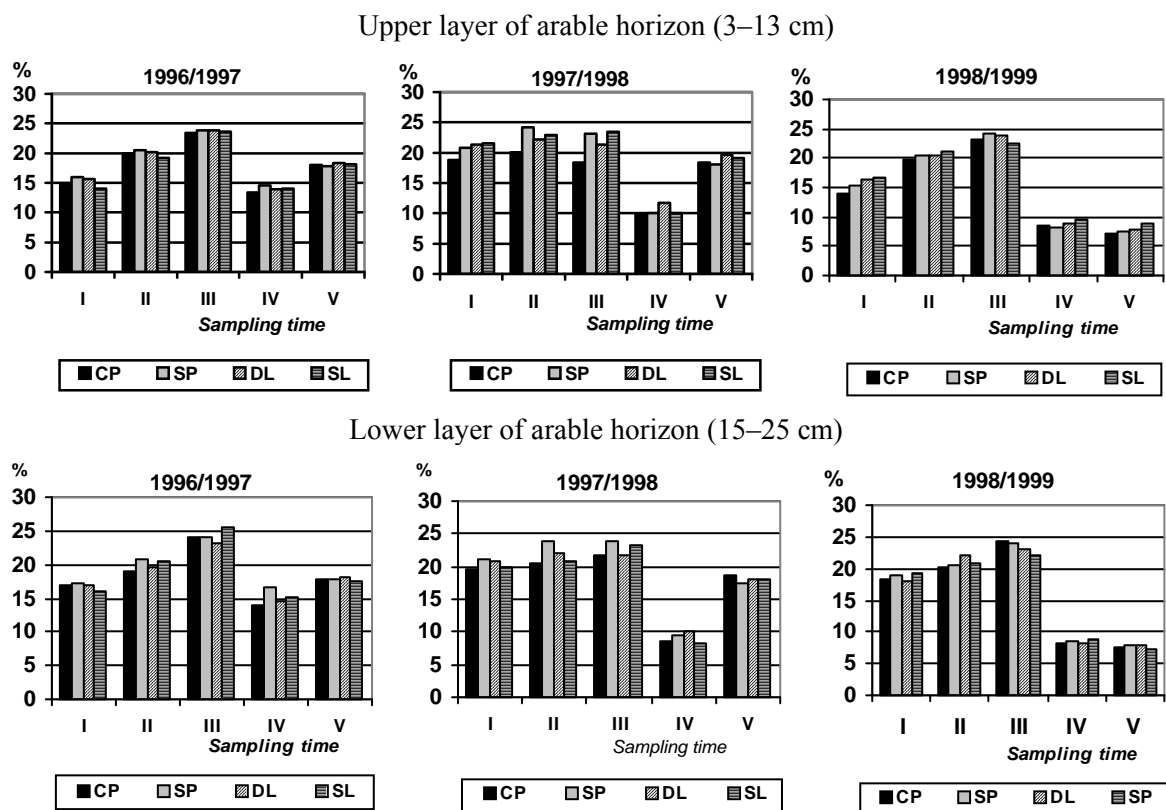 Upper layer of arable horizon (3–13 cm)
%
1996/1997
30
25
20
15
10
5
0
I II III IV V
Sampling time
CP SP DL SL
1997/1998
30
25
20
15
10
5
0
I II III IV V
Sampling time
CP SP DL SL
%
1998/1999
30
25
20
15
10
5
0
I II III IV V
Sampling time
CP SP DL SL
Lower layer of arable horizon (15–25 cm)
%
1996/1997
30
25
20
15
10
5
0
I II III IV V
Sampling time
CP SP DL SL
%
1997/1998
30
25
20
15
10
5
0
I II III IV V
Sampling time
CP SP DL SL
%
1998/1999
30
25
20
15
10
5
0
I II III IV V
Sampling time
CP SP DL SP